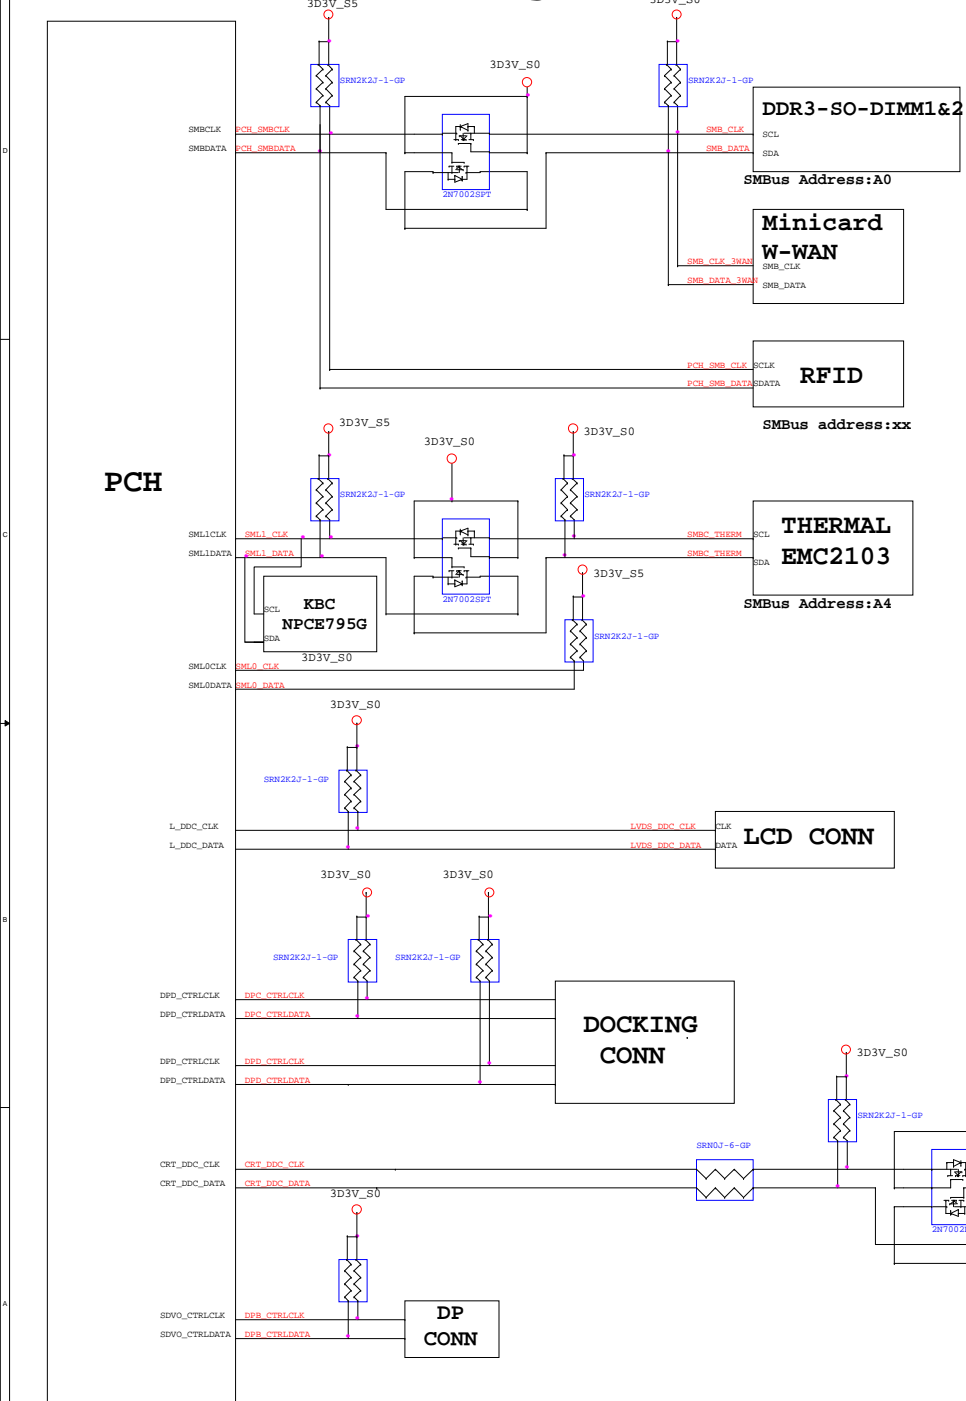 3D3V_S5
3D3V_S0
SRN2K2J-1-GP
3D3V_S0
SRN2K2J-1-GP
DDR3-SO-DIMM1&2
SMBCLK PCH_SMBCLK
SMB_CLK SCL
SMBDATA PCH_SMBDATA
SMB_DATA SDA
D
2N7002SPT
SMBus Address:A0
Minicard
W-WAN
SMB_CLK_3WAN SMB_CLK
SMB_DATA_3WAN SMB_DATA
PCH_SMB_CLK SCLK
RFID
PCH_SMB_DATA SDATA
SMBus address:xx
3D3V_S5
3D3V_S0
3D3V_S0
PCH
SRN2K2J-1-GP
SRN2K2J-1-GP
THERMAL
EMC2103
C
SML1CLK SML1_CLK
SMBC_THERM SCL
SML1DATA SML1_DATA
SMBC_THERM SDA
3D3V_S5
2N7002SPT
SMBus Address:A4
KBC
NPCE795G
SCL
SDA
SRN2K2J-1-GP
3D3V_S0
SML0CLK SML0_CLK
SML0DATA SML0_DATA
3D3V_S0
SRN2K2J-1-GP
L_DDC_CLK
LVDS_DDC_CLK CLK
LCD CONN
L_DDC_DATA
LVDS_DDC_DATA DATA
3D3V_S0
3D3V_S0
B
SRN2K2J-1-GP
SRN2K2J-1-GP
DPD_CTRLCLK DPC_CTRLCLK
DPD_CTRLDATA DPC_CTRLDATA
DOCKING
CONN
DPD_CTRLCLK DPD_CTRLCLK
DPD_CTRLDATA DPD_CTRLDATA
3D3V_S0
SRN2K2J-1-GP
SRN0J-6-GP
CRT_DDC_CLK CRT_DDC_CLK
CRT_DDC_DATA CRT_DDC_DATA
3D3V_S0
2N7002
A
SDVO_CTRLCLK DPB_CTRLCLK
SDVO_CTRLDATA DPB_CTRLDATA
DP
CONN